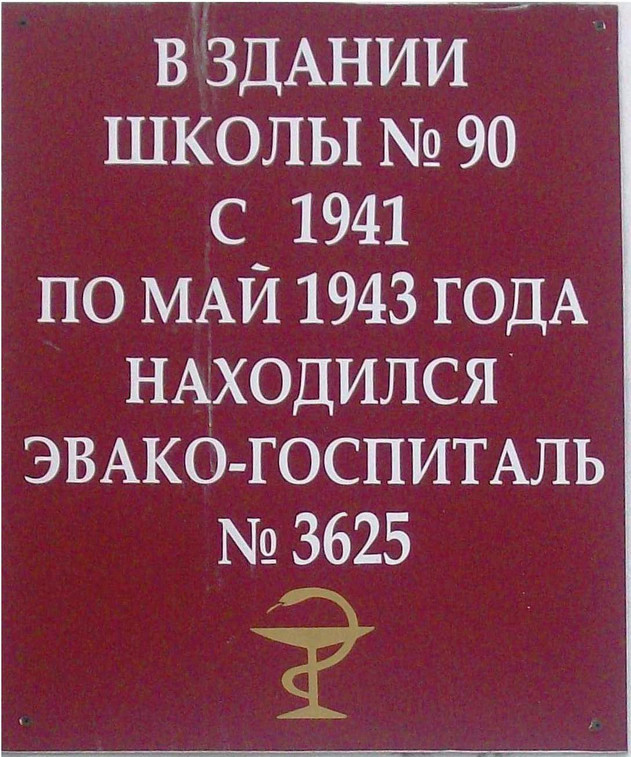 В ЗДАНИИ
ШКОЛЫ № 90
С 1941
ПО МАЙ 1943 ГОДА
НАХОДИЛСЯ
ЭВАКО-ГОСПИТАЛЬ
№ 3625